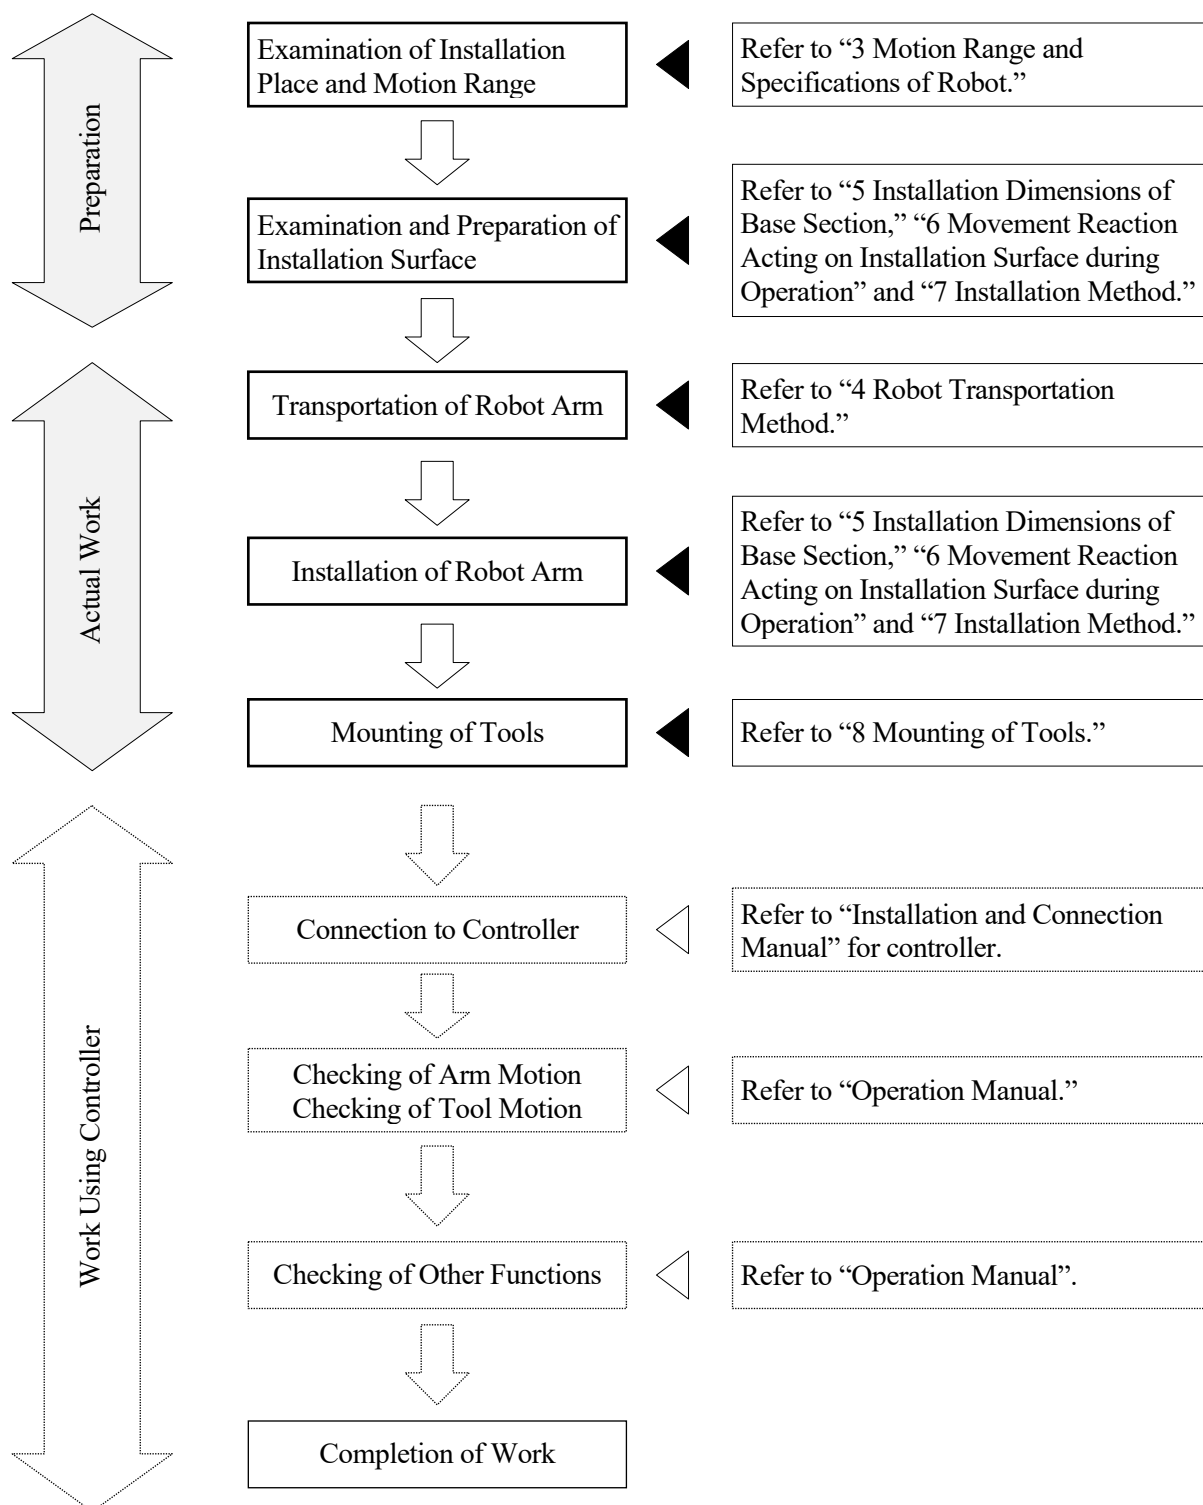 Preparation
Examination of Installation
Place and Motion Range
Refer to “3 Motion Range and
Specifications of Robot.”
Examination and Preparation of
Installation Surface
Refer to “5 Installation Dimensions of
Base Section,” “6 Movement Reaction
Acting on Installation Surface during
Operation” and “7 Installation Method.”
Actual Work
Transportation of Robot Arm
Refer to “4 Robot Transportation
Method.”
Installation of Robot Arm
Refer to “5 Installation Dimensions of
Base Section,” “6 Movement Reaction
Acting on Installation Surface during
Operation” and “7 Installation Method.”
Mounting of Tools
Refer to “8 Mounting of Tools.”
Work Using Controller
Connection to Controller
Refer to “Installation and Connection
Manual” for controller.
Checking of Arm Motion
Checking of Tool Motion
Refer to “Operation Manual.”
Checking of Other Functions
Refer to “Operation Manual”.
Completion of Work